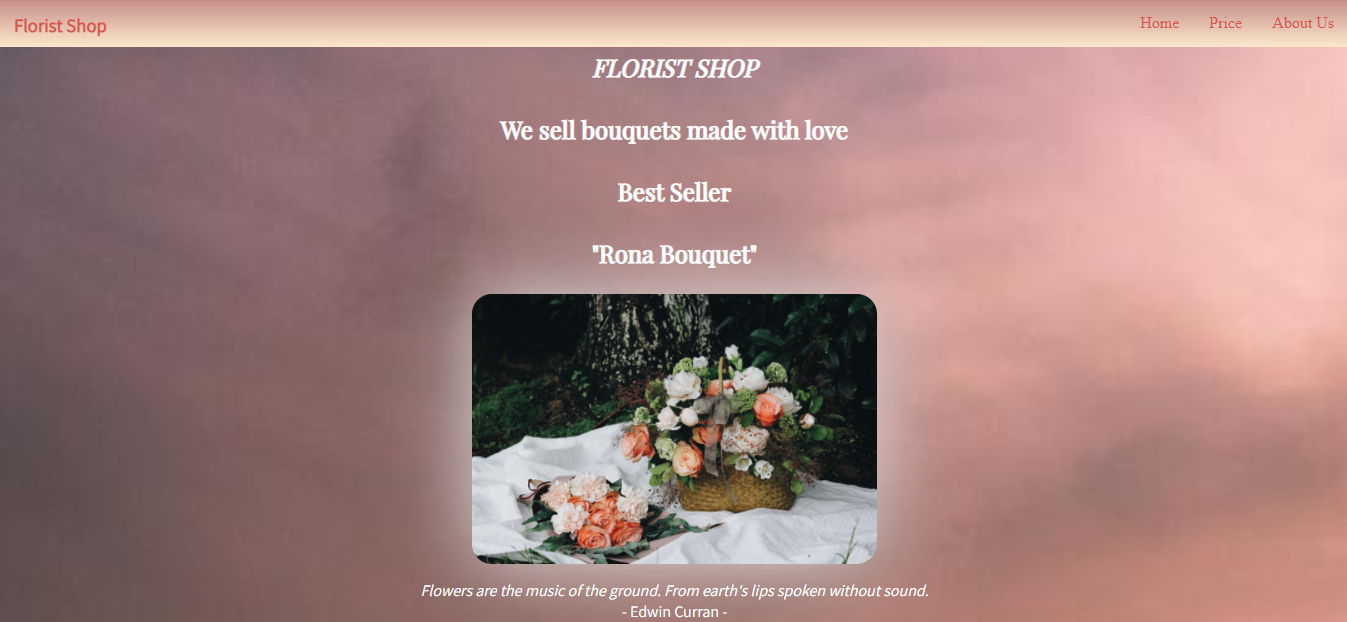 Florist Shop
Home Price About Us
FLORIST SHOP
We sell bouquets made with love
Best Seller
"Rona Bouquet"
Flowers are the music of the ground. From earth's lips spoken without sound.
- Edwin Curran -